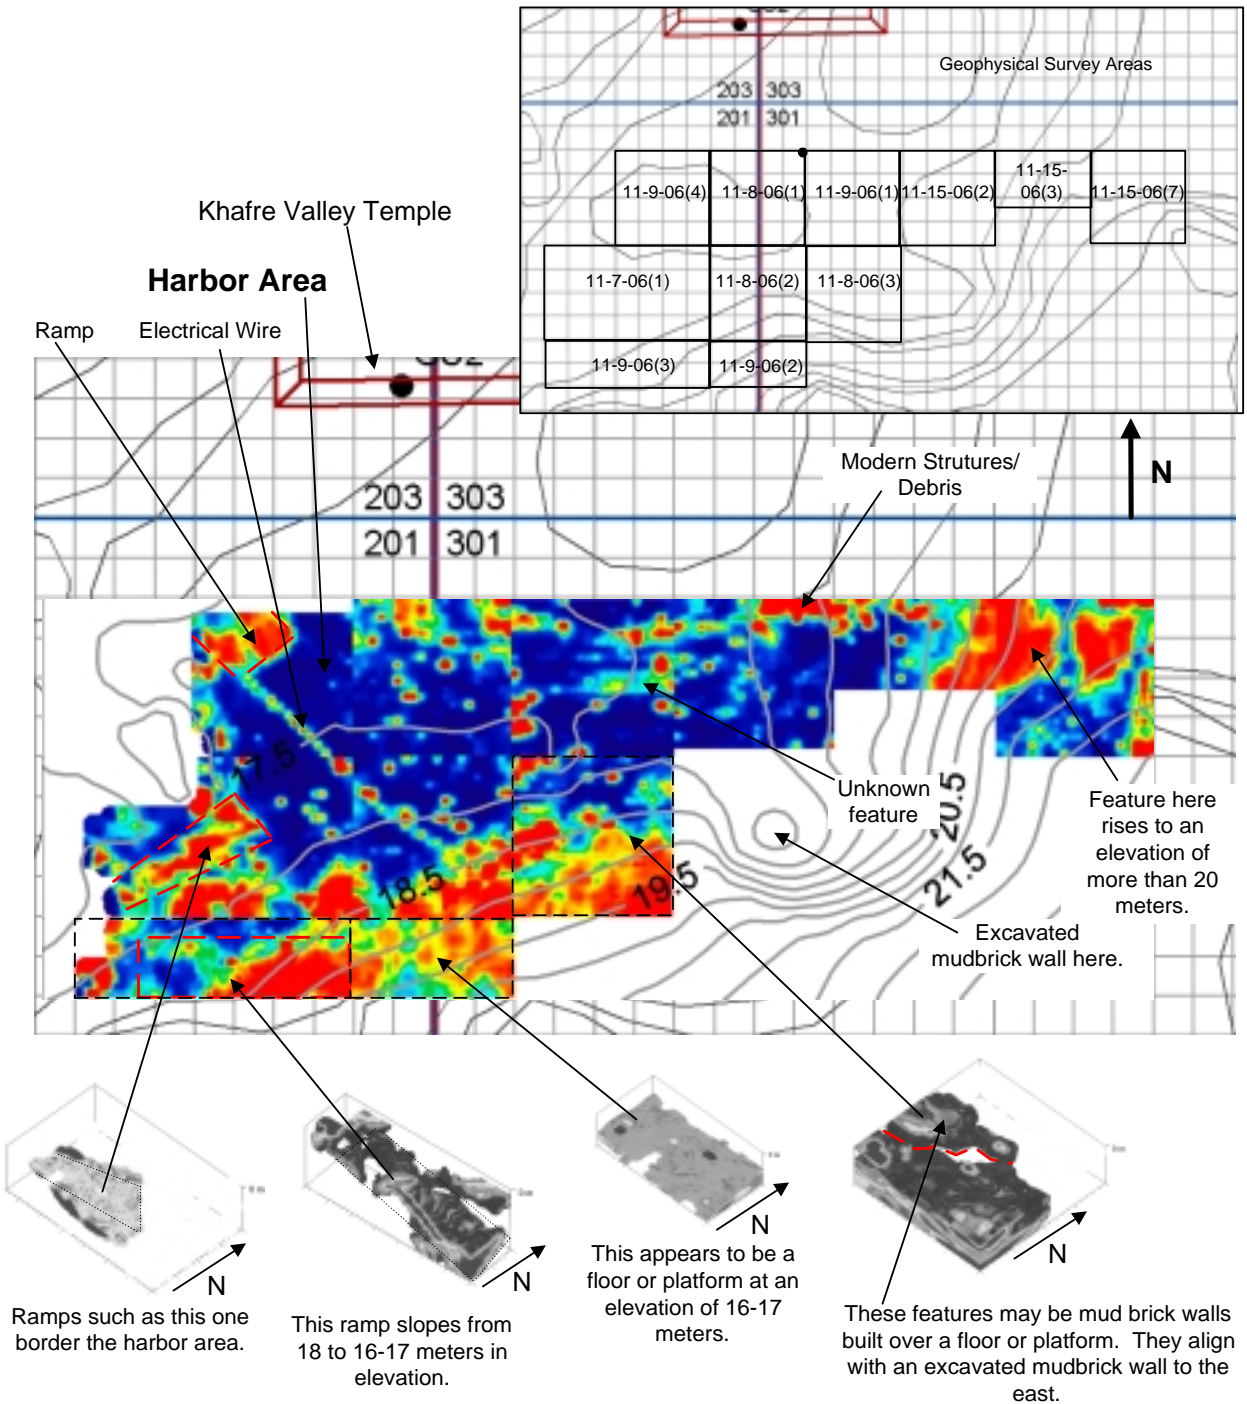 Geophysical Survey Areas
203 303
201 301
11-9-06(4) 11-8-06(1) 11-9-06(1) 11-15-06(2) 11-15-
06(3) 11-15-06(7)
11-7-06(1) 11-8-06(2) 11-8-06(3)
11-9-06(3) 11-9-06(2)
Khafre Valley Temple
Harbor Area
Ramp
Electrical Wire
N
Modern Strutures/
Debris
203 303
201 301
17.5
18.5
19.5
20.5
21.5
Unknown
feature
Feature here
rises to an
elevation of
more than 20
meters.
Excavated
mudbrick wall here.
N
N
N
N
Ramps such as this one
border the harbor area.
This ramp slopes from
18 to 16-17 meters in
elevation.
This appears to be a
floor or platform at an
elevation of 16-17
meters.
These features may be mud brick walls
built over a floor or platform. They align
with an excavated mudbrick wall to the
east.